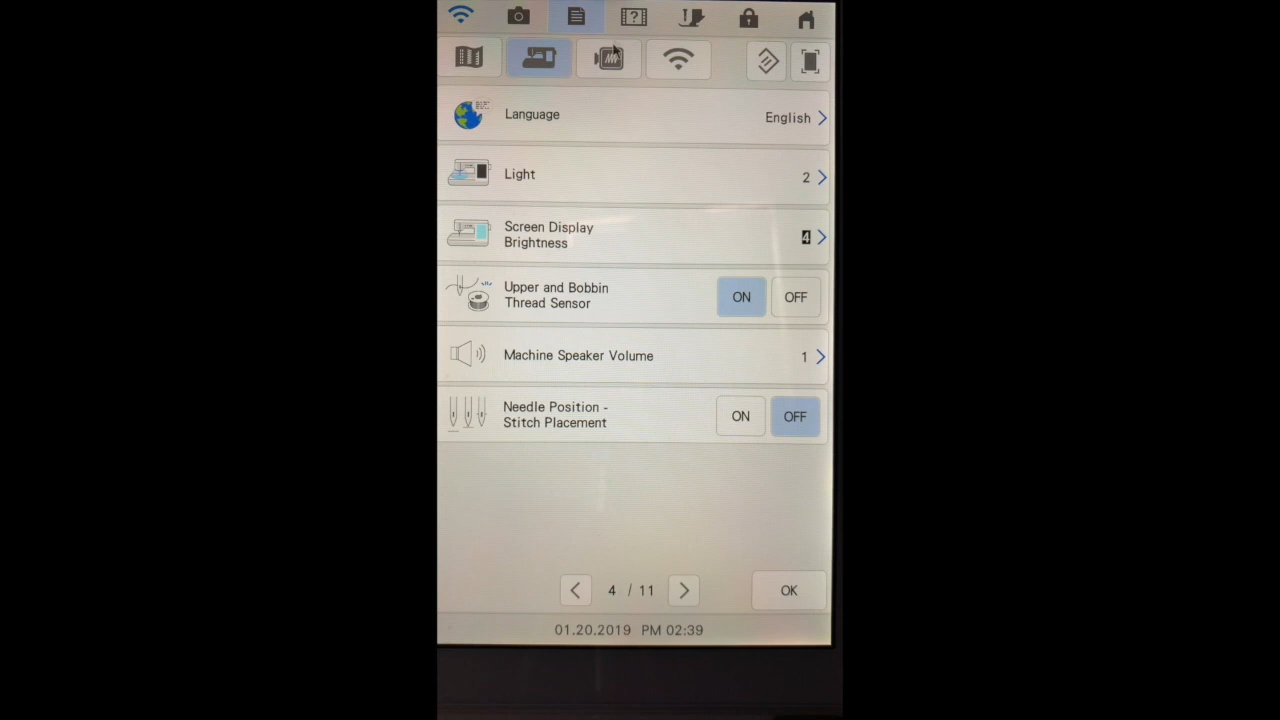 Language
English
Light
2
Screen Display
Brightness
4
Upper and Bobbin
Thread Sensor
ON
OFF
Machine Speaker Volume
1
Needle Position -
Stitch Placement
ON
OFF
4 / 11
OK
01.20.2019 PM 02:39